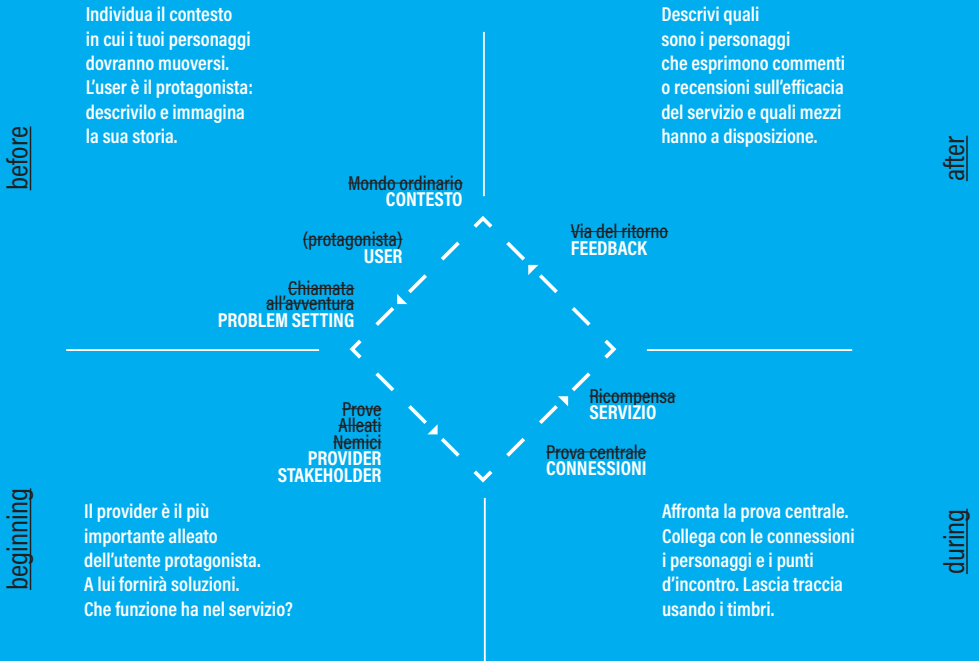 Individua il contesto
in cui i tuoi personaggi
dovranno muoversi.
L'user è il protagonista:
descrivilo e immagina
la sua storia.
before
Mondo ordinario
CONTESTO
(protagonista)
USER
Chiamata
all'avventura
PROBLEM SETTING
Descrivi quali
sono i personaggi
che esprimono commenti
o recensioni sull'efficacia
del servizio e quali mezzi
hanno a disposizione.
after
Via del ritorno
FEEDBACK
Prove
Alleati
Nemici
PROVIDER
STAKEHOLDER
beginning
Il provider è il più
importante alleato
dell'utente protagonista.
A lui fornirà soluzioni.
Che funzione ha nel servizio?
Ricompensa
SERVIZIO
Prova centrale
CONNESSIONI
Affronta la prova centrale.
Collega con le connessioni
i personaggi e i punti
d'incontro. Lascia traccia
usando i timbri.
during